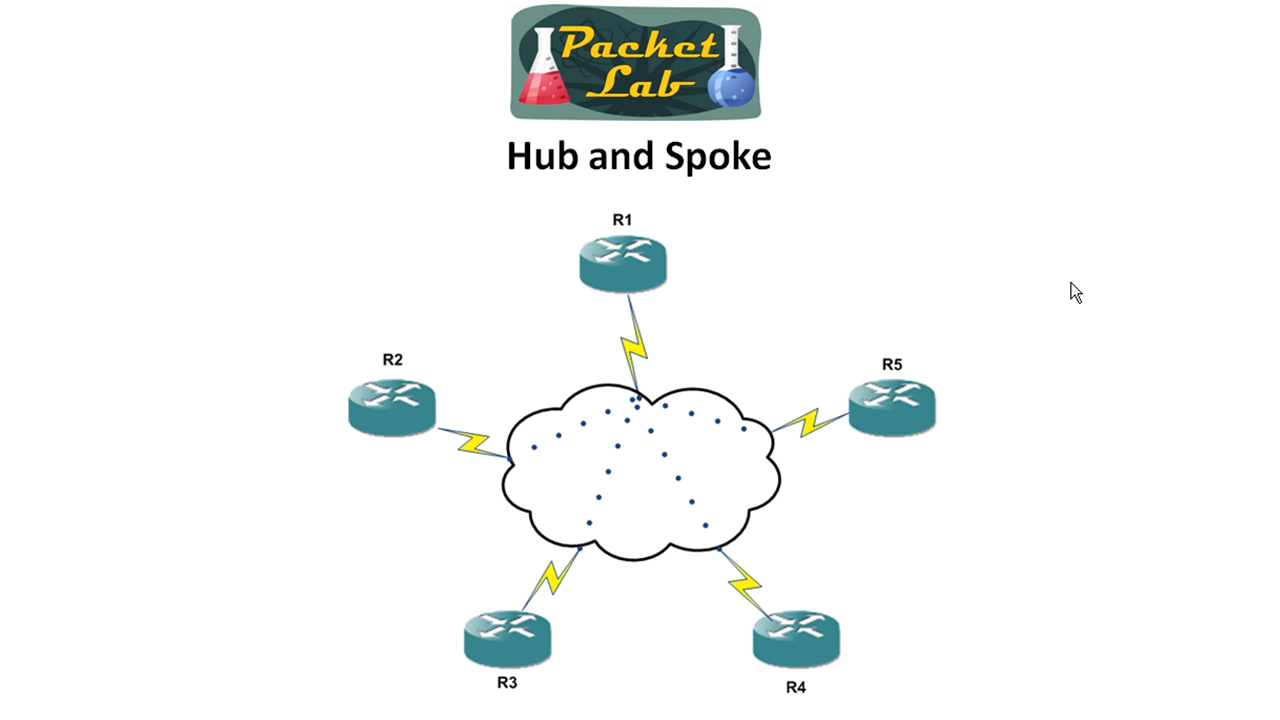 Packet
Lab
Hub and Spoke
R1
R2
R5
R3
R4